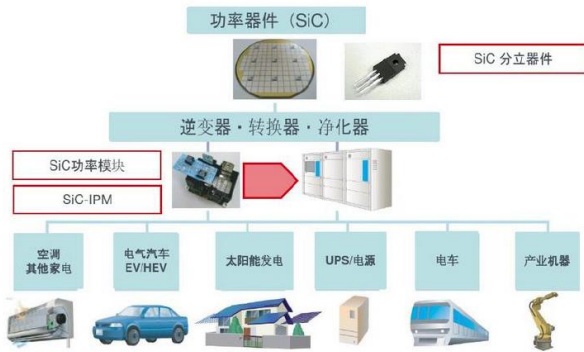 功率器件（SiC）
SiC 分立器件
逆变器・转换器・净化器
SiC功率模块
SiC-IPM
空调
其他家电
电气汽车
EV/HEV
太阳能发电
UPS/电源
电车
产业机器